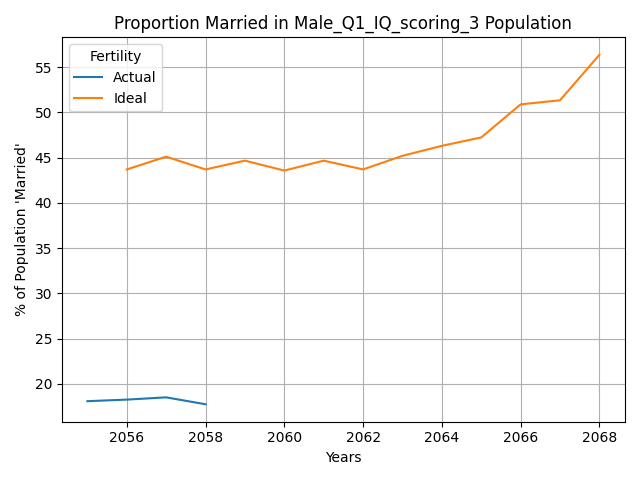 Proportion Married in Male_Q1_IQ_scoring_3 Population
Fertility
Actual
Ideal
% of Population 'Married'
55
50
45
40
35
30
25
20
2056 2058 2060 2062 2064 2066 2068
Years